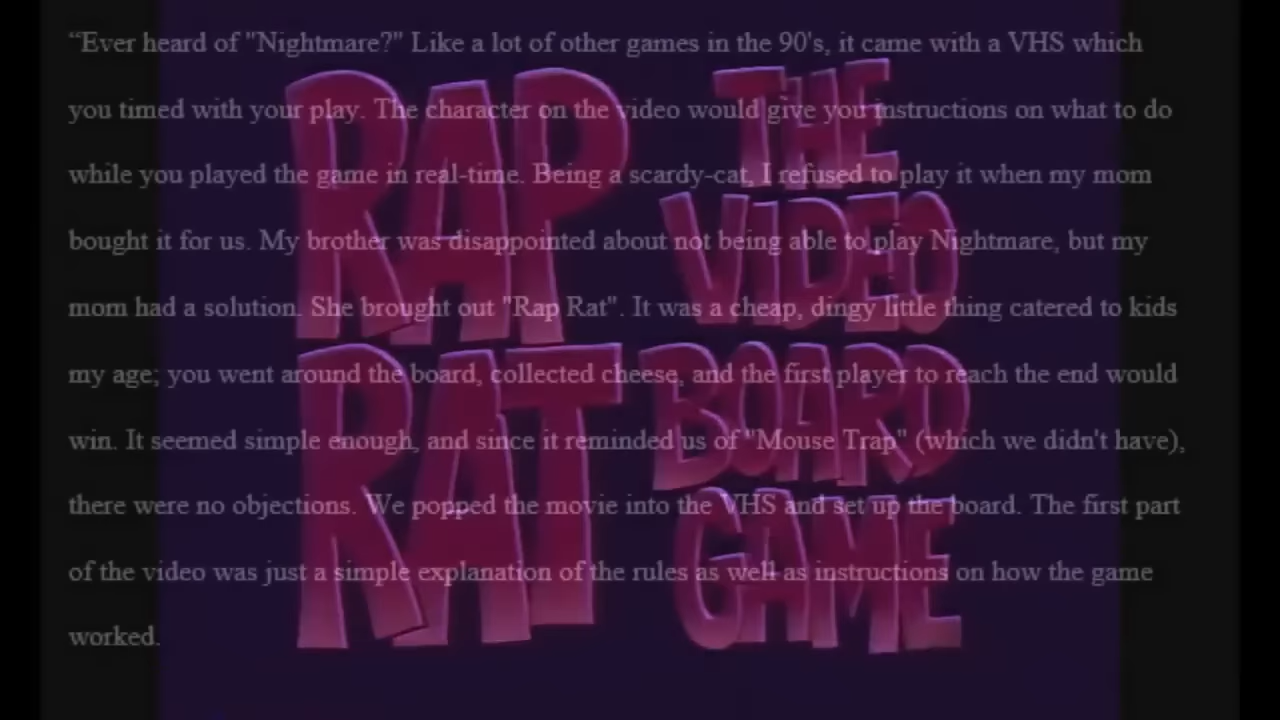 “Ever heard of "Nightmare?" Like a lot of other games in the 90's, it came with a VHS which
you timed with your play. The character on the video would give you instructions on what to do
while you played the game in real-time. Being a scardy-cat, I refused to play it when my mom
bought it for us. My brother was disappointed about not being able to play Nightmare, but my
mom had a solution. She brought out "Rap Rat". It was a cheap, dingy little thing catered to kids
my age; you went around the board, collected cheese, and the first player to reach the end would
win. It seemed simple enough, and since it reminded us of "Mouse Trap" (which we didn't have),
there were no objections. We popped the movie into the VHS and set up the board. The first part
of the video was just a simple explanation of the rules as well as instructions on how the game
worked.
RAP
RAT
THE
VIDEO
BOARD
GAME